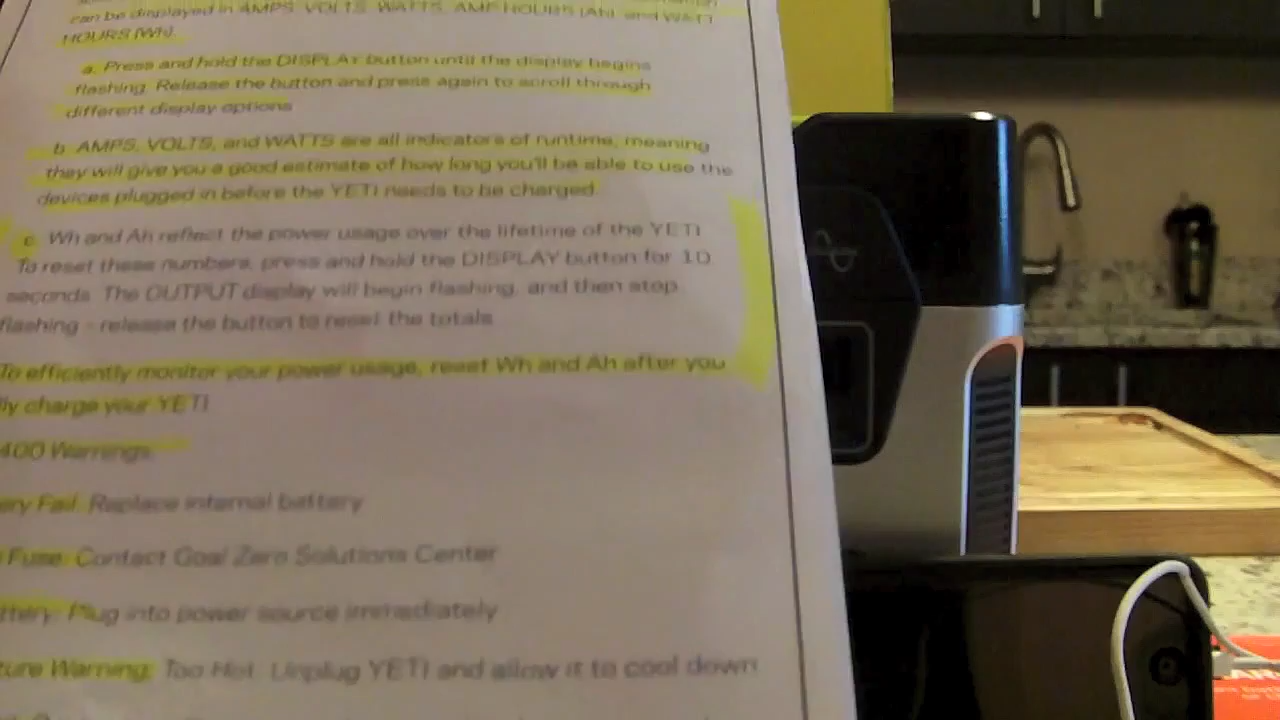 can be displayed in AMPS, VOLTS, WATTS, AMP HOURS (Ah), and WATT
HOURS (Wh).
a. Press and hold the DISPLAY button until the display begins
flashing. Release the button and press again to scroll through
different display options
b. AMPS, VOLTS, and WATTS are all indicators of runtime, meaning
they will give you a good estimate of how long you'll be able to use the
devices plugged in before the YETI needs to be charged.
c. Wh and Ah reflect the power usage over the lifetime of the YETI
To reset these numbers, press and hold the DISPLAY button for 10
seconds. The OUTPUT display will begin flashing, and then stop
flashing - release the button to reset the totals
To efficiently monitor your power usage, reset Wh and Ah after you
lly charge your YETI
400 Warnings:
ery Fail: Replace internal battery
Fuse: Contact Goal Zero Solutions Center
ttery: Plug into power source immediately
ture Warning: Too Hot. Unplug YETI and allow it to cool down